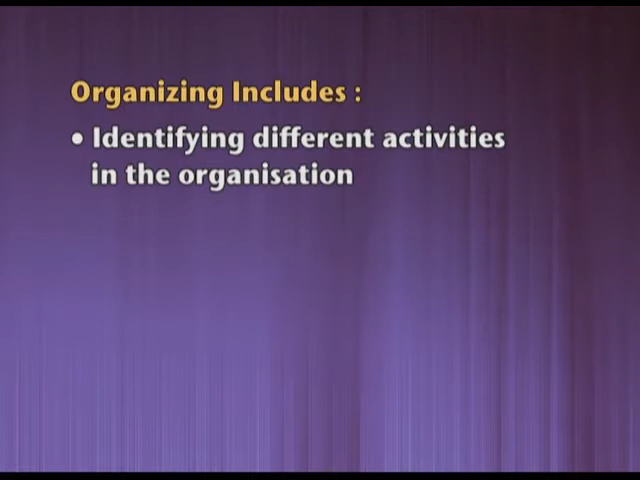 Organizing Includes :
• Identifying different activities
in the organisation